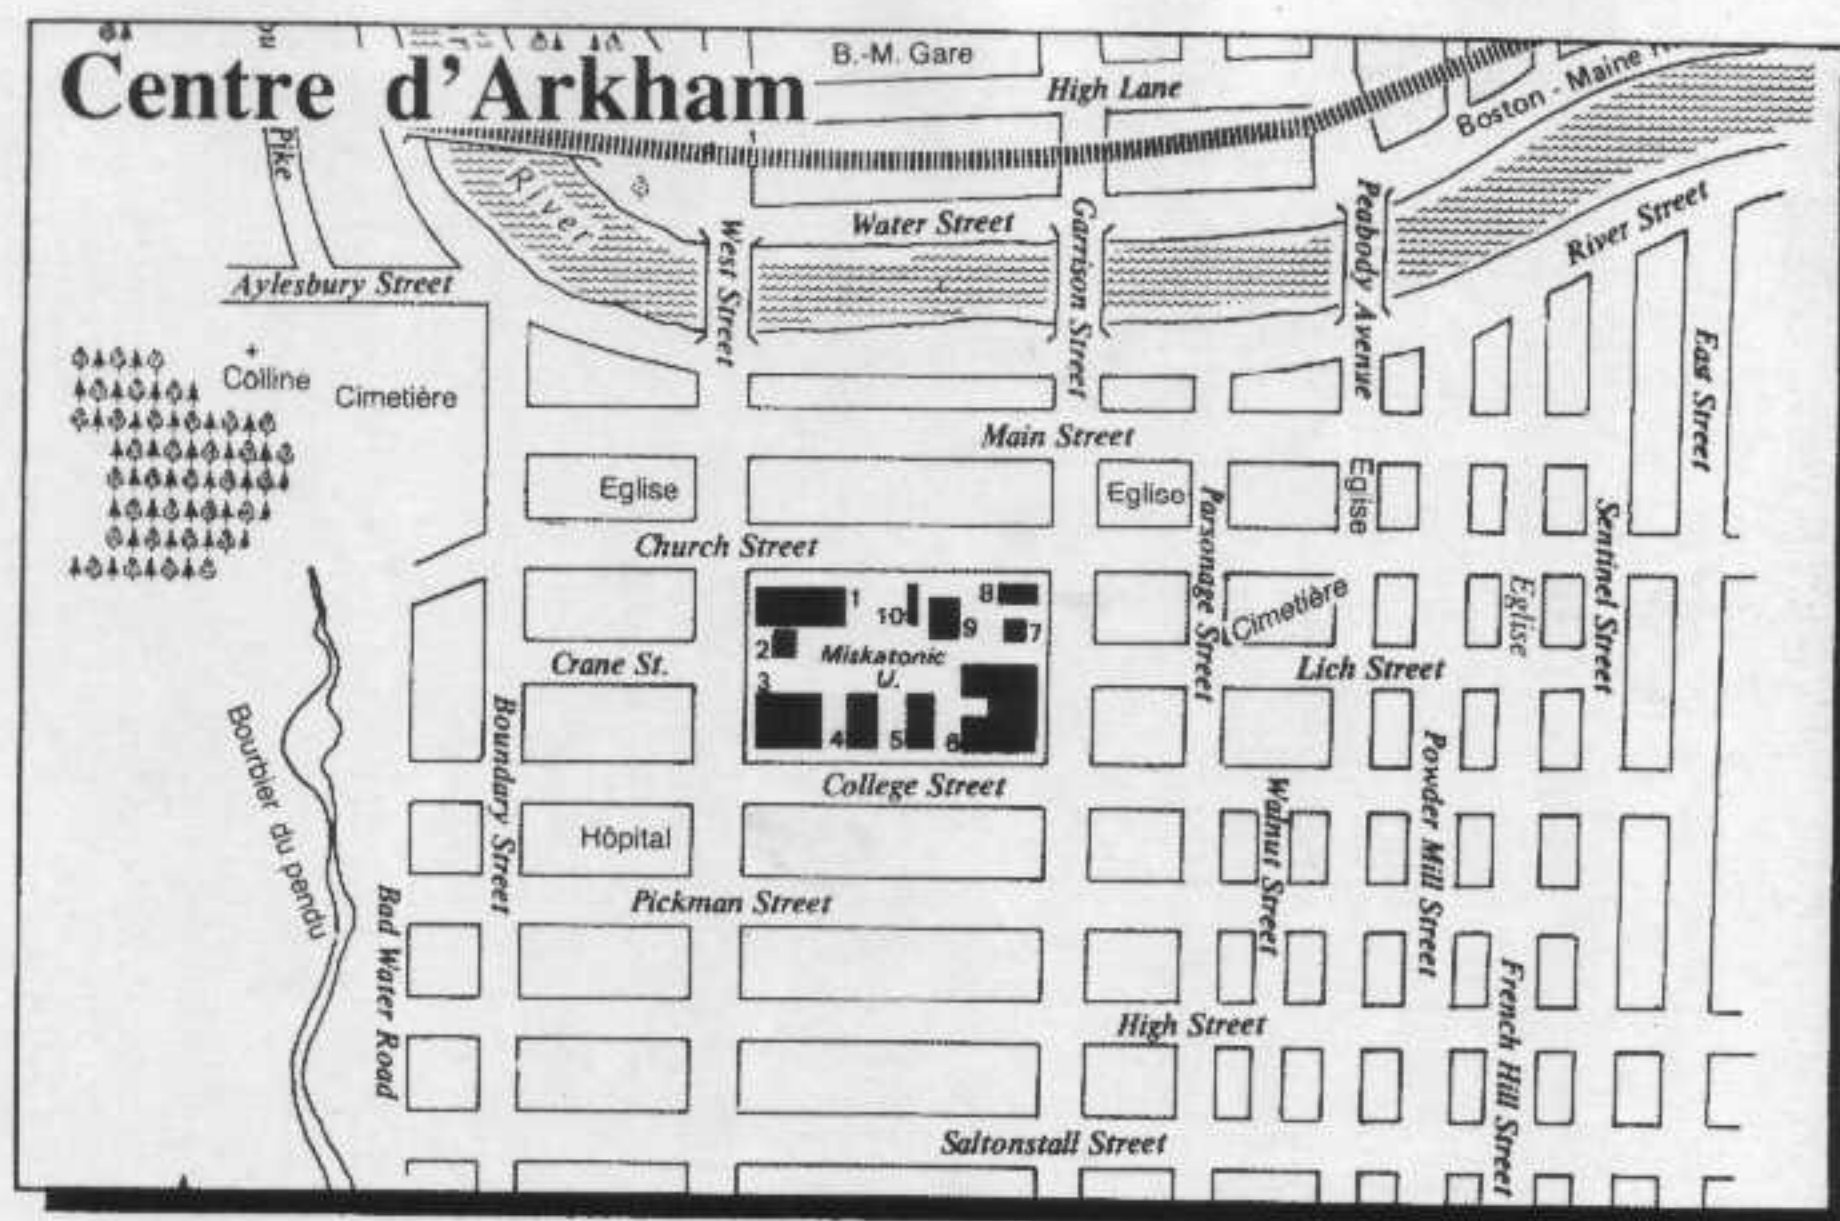 Centre d'Arkham
B.-M. Gare
High Lane
Boston - Maine
Pike
River
Water Street
West Street
Garrison Street
Peabody Avenue
River Street
Aylesbury Street
East Street
Colline
Cimetière
Main Street
Eglise
Eglise
Eglise
Parsonage Street
Sentinel Street
Church Street
1
10
8
9
7
2
Miskatonic
U.
3
4
5
6
Cimetière
Eglise
Crane St.
Lich Street
Boundary Street
Bourbier du pendu
College Street
Powder Mill Street
Walnut Street
Hôpital
Pickman Street
Bad Water Road
French Hill Street
High Street
Saltonstall Street